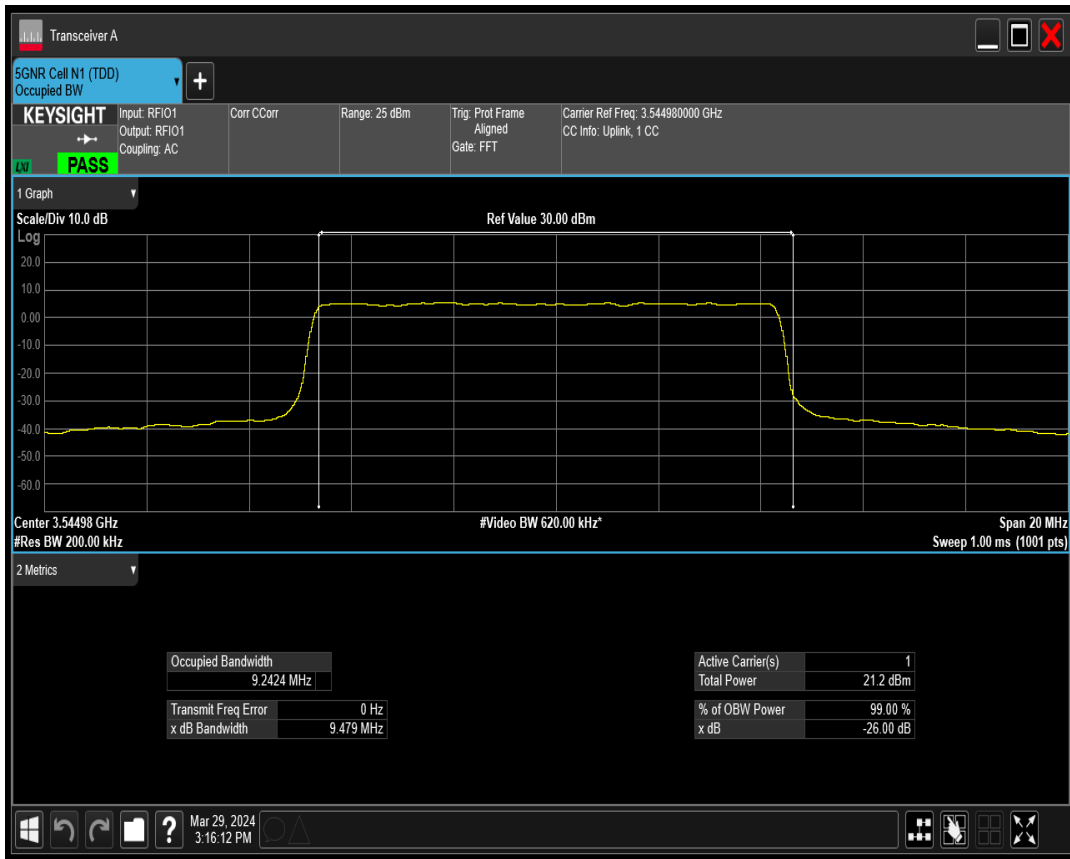 Transceiver A
5GNR Cell N1 (TDD)
Occupied BW
+
KEYSIGHT
LXI
PASS
Input: RFIO1
Output: RFIO1
Coupling: AC
Corr CCorr
Range: 25 dBm
Trig: Prot Frame
Aligned
Gate: FFT
Carrier Ref Freq: 3.544980000 GHz
CC Info: Uplink, 1 CC
1 Graph
Scale/Div 10.0 dB
Ref Value 30.00 dBm
Log
20.0
10.0
0.00
-10.0
-20.0
-30.0
-40.0
-50.0
-60.0
Center 3.54498 GHz
#Video BW 620.00 kHz*
Span 20 MHz
#Res BW 200.00 kHz
Sweep 1.00 ms (1001 pts)
2 Metrics
Occupied Bandwidth
9.2424 MHz
Transmit Freq Error 0 Hz
x dB Bandwidth 9.479 MHz
Active Carrier(s) 1
Total Power 21.2 dBm
% of OBW Power 99.00 %
x dB -26.00 dB
?
Mar 29, 2024
3:16:12 PM